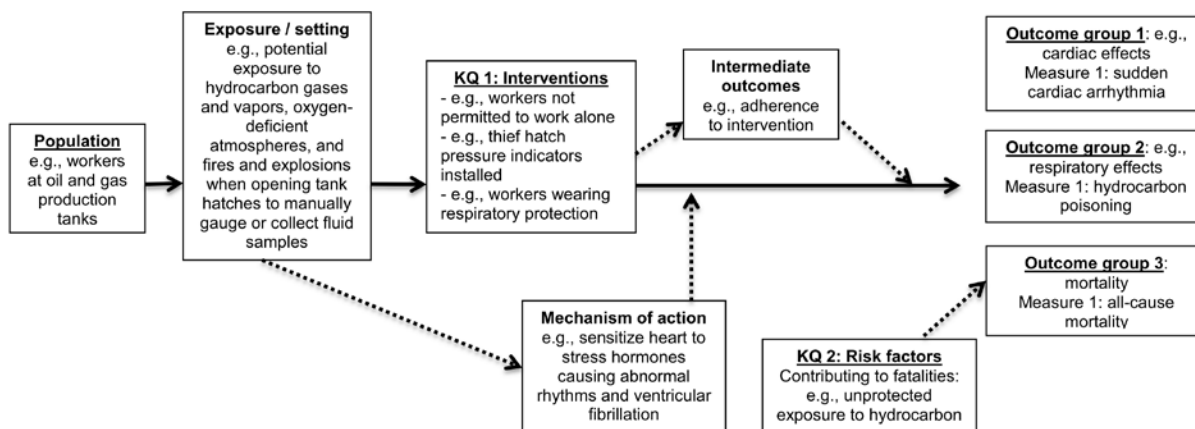 Population
e.g., workers
at oil and gas
production
tanks
Exposure / setting
e.g., potential
exposure to
hydrocarbon gases
and vapors, oxygen-
deficient
atmospheres, and
fires and explosions
when opening tank
hatches to manually
gauge or collect fluid
samples
KQ 1: Interventions
- e.g., workers not
permitted to work alone
- e.g., thief hatch
pressure indicators
installed
- e.g., workers wearing
respiratory protection
Intermediate
outcomes
e.g., adherence
to intervention
Mechanism of action
e.g., sensitize heart to
stress hormones
causing abnormal
rhythms and ventricular
fibrillation
KQ 2: Risk factors
Contributing to fatalities:
e.g., unprotected
exposure to hydrocarbon
Outcome group 1: e.g.,
cardiac effects
Measure 1: sudden
cardiac arrhythmia
Outcome group 2: e.g.,
respiratory effects
Measure 1: hydrocarbon
poisoning
Outcome group 3:
mortality
Measure 1: all-cause
mortality